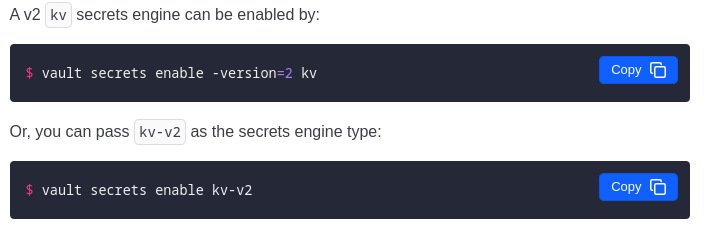 A v2 kv secrets engine can be enabled by:
$ vault secrets enable -version=2 kv
Copy
Or, you can pass kv-v2 as the secrets engine type:
$ vault secrets enable kv-v2
Copy